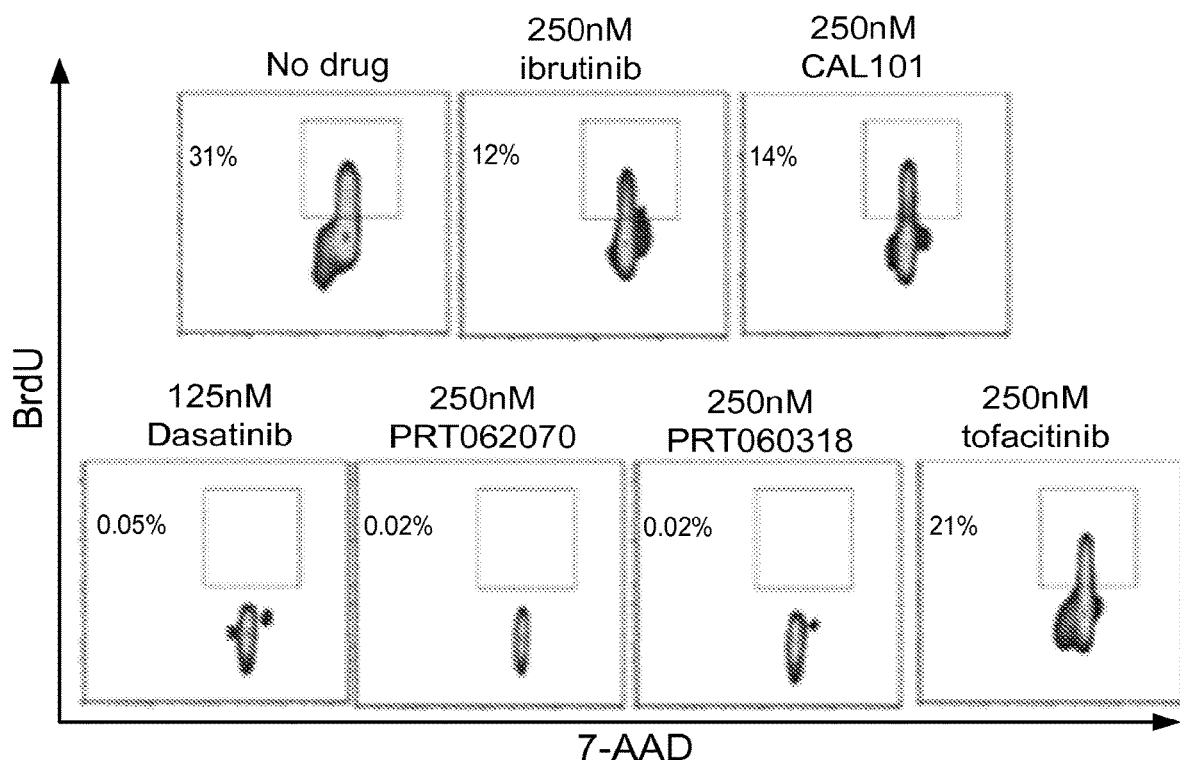 No drug
250nM
ibrutinib
250nM
CAL101
31%
12%
14%
BrdU
125nM
Dasatinib
250nM
PRT062070
250nM
PRT060318
250nM
tofacitinib
0.05%
0.02%
0.02%
21%
7-AAD